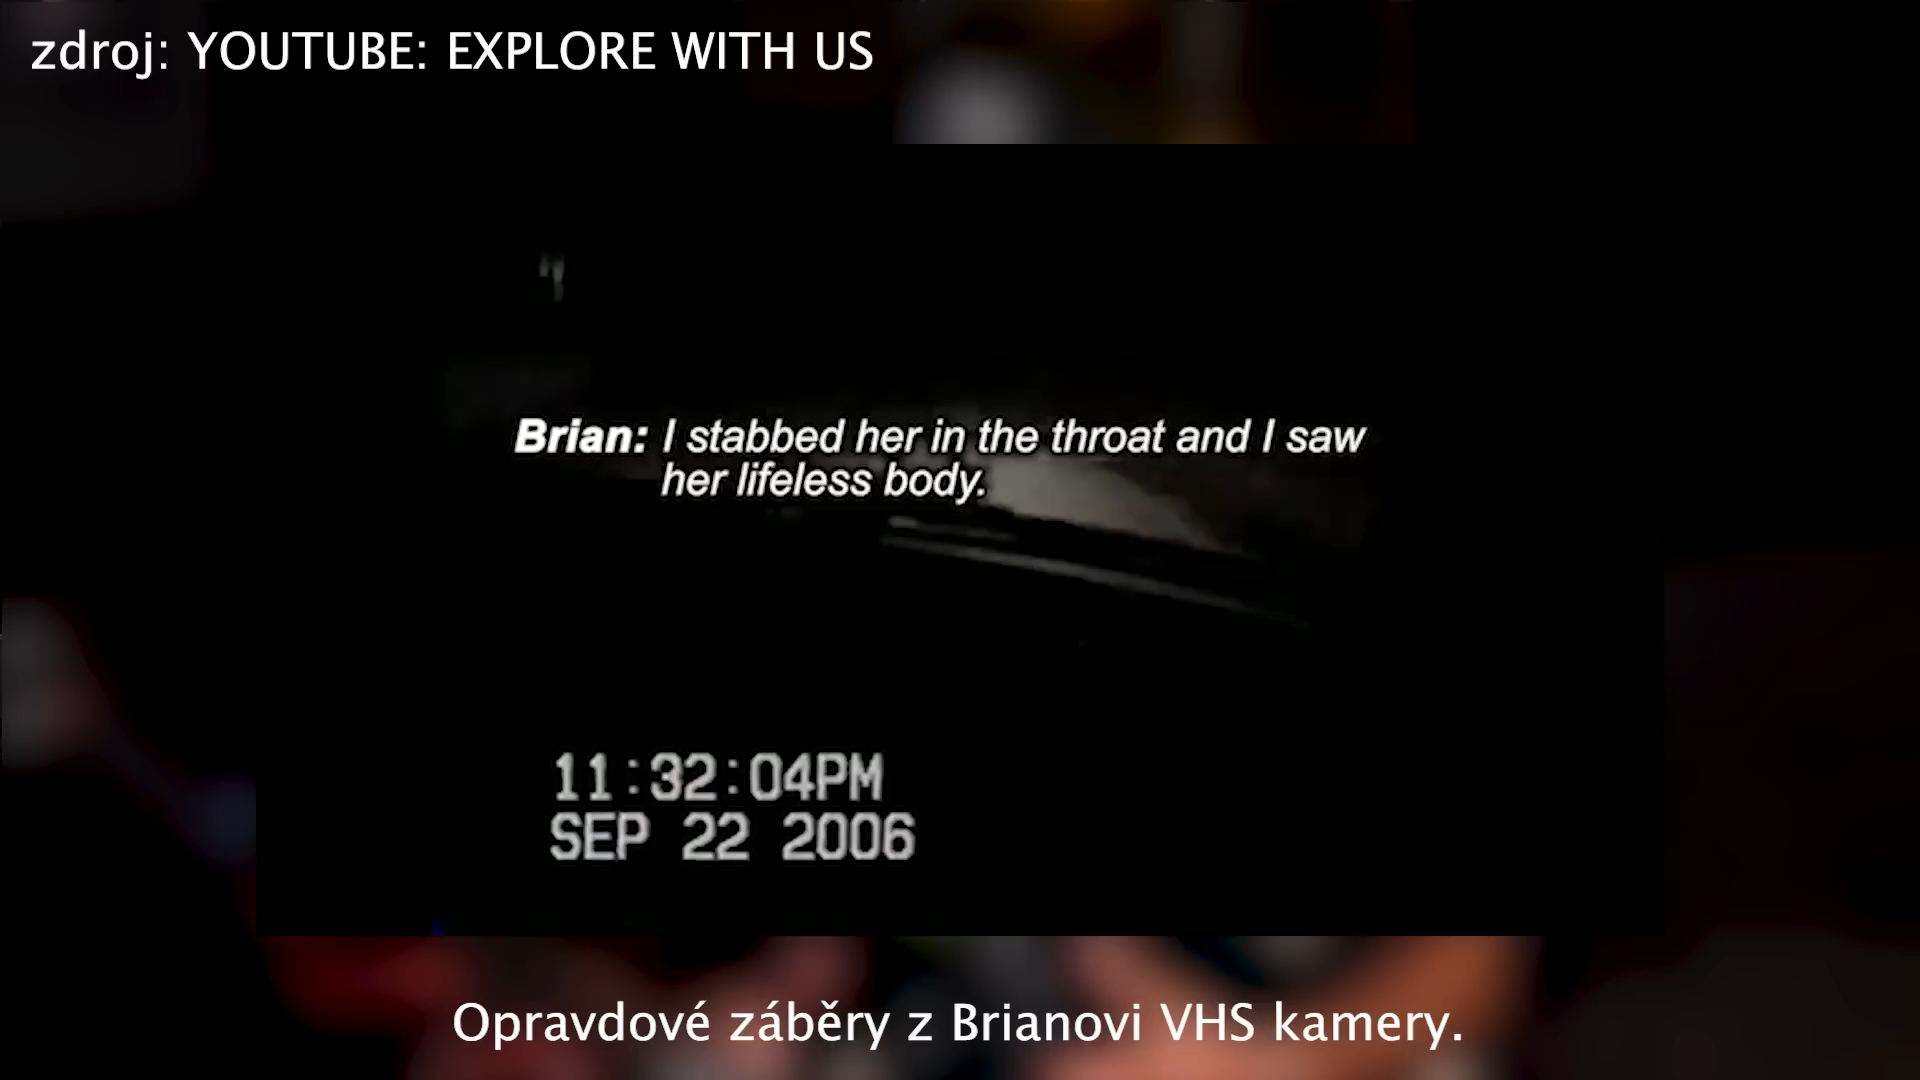 zdroj: YOUTUBE: EXPLORE WITH US
Brian: I stabbed her in the throat and I saw
her lifeless body.
11:32:04PM
SEP 22 2006
Opravdové záběry z Brianovi VHS kamery.